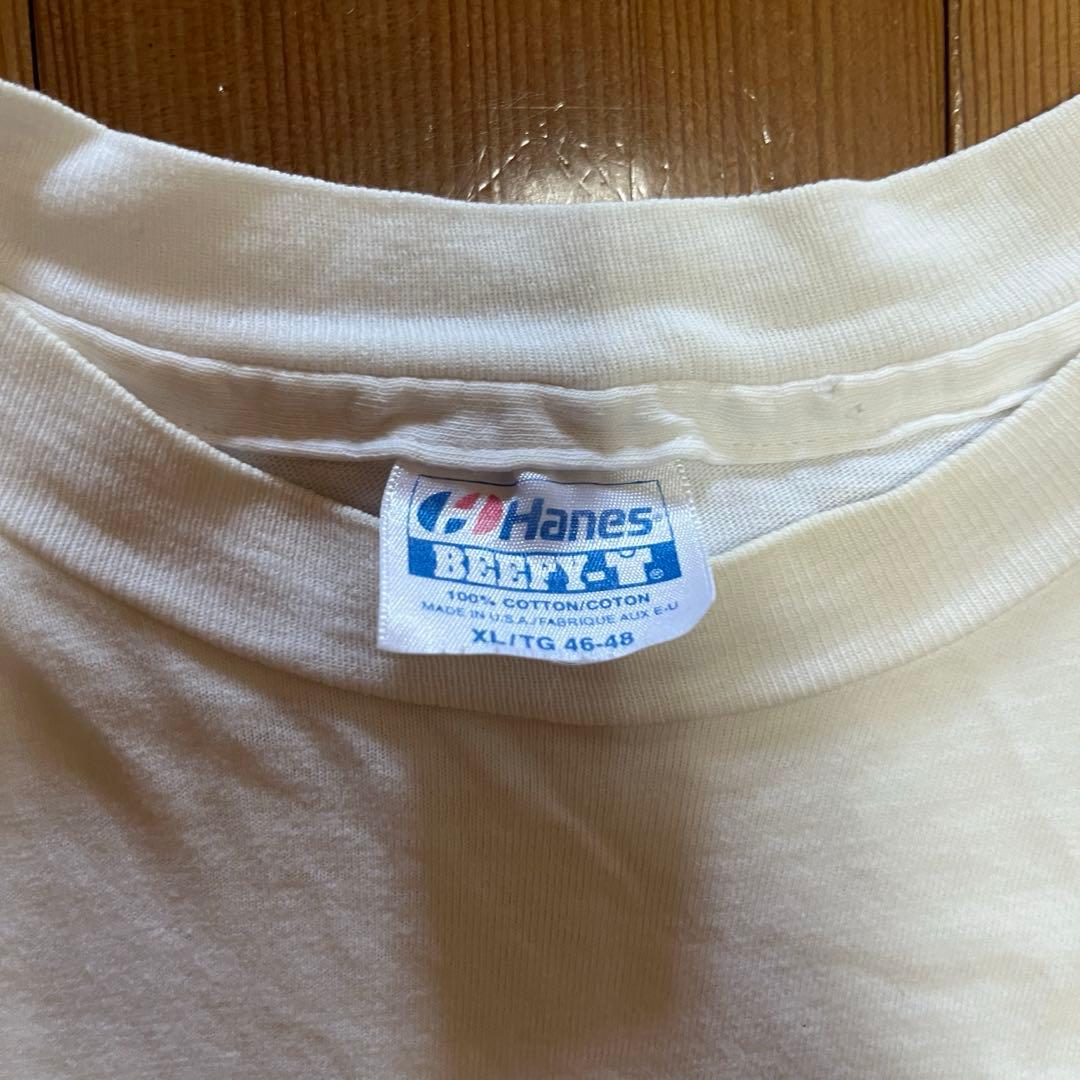 Hanes
BEEFY-T®
100% COTTON/COTON
MADE IN U.S.A./FABRIQUE AUX E-U
XL/TG 46-48